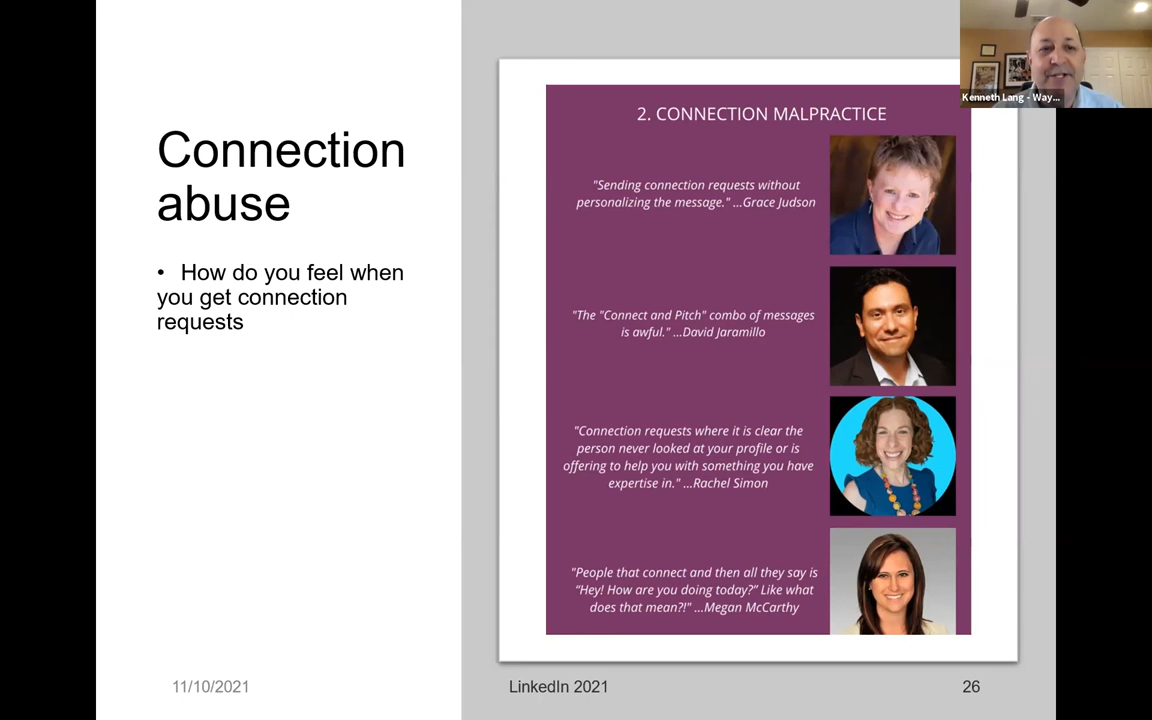 Connection
abuse
• How do you feel when
you get connection
requests
2. CONNECTION MALPRACTICE
"Sending connection requests without
personalizing the message." ...Grace Judson
"The "Connect and Pitch" combo of messages
is awful." ...David Jaramillo
"Connection requests where it is clear the
person never looked at your profile or is
offering to help you with something you have
expertise in." ...Rachel Simon
"People that connect and then all they say is
“Hey! How are you doing today?” Like what
does that mean?!" ...Megan McCarthy
Kenneth Lang - Way...
11/10/2021
LinkedIn 2021
26